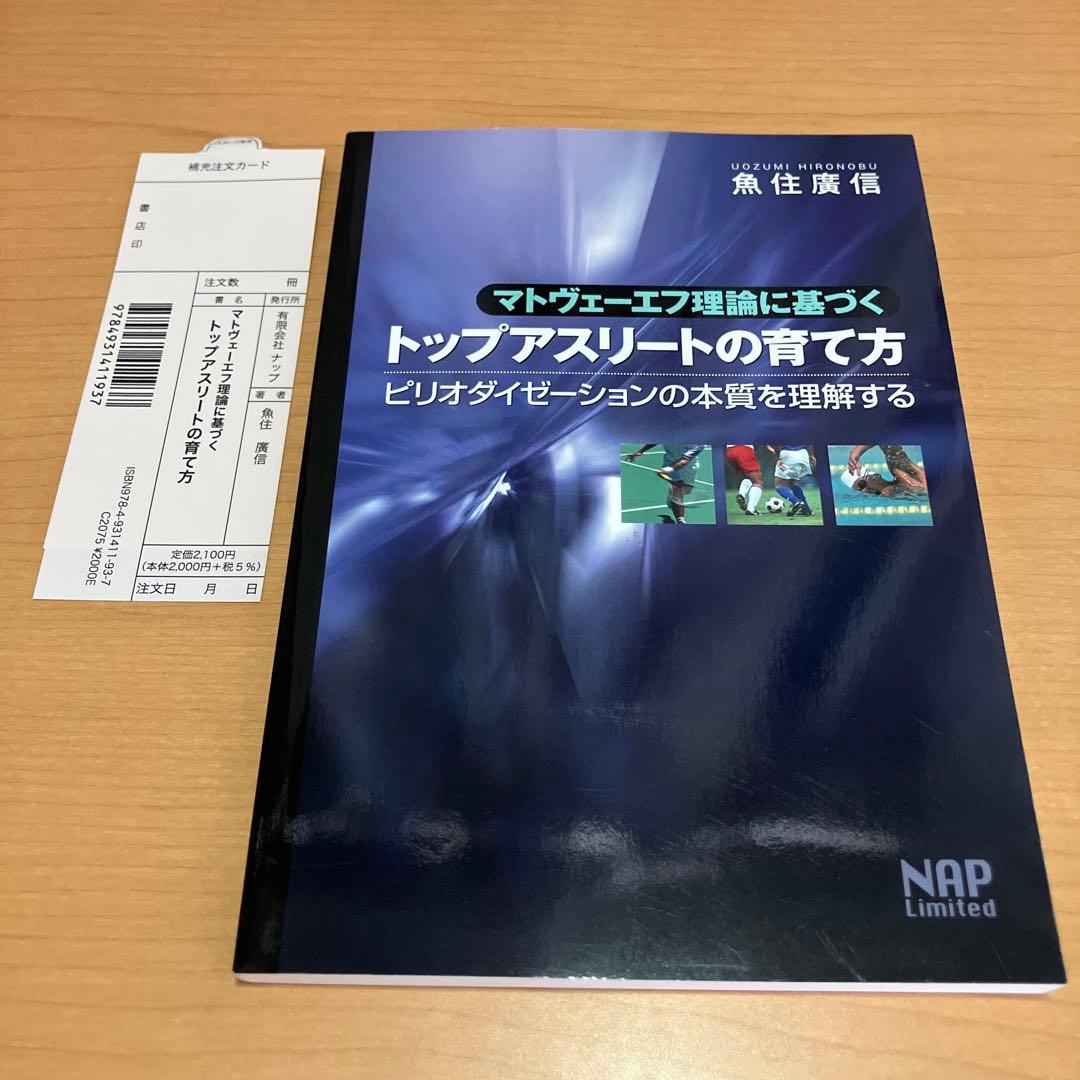 補充注文カード
書店印
注文数 冊
書名
マトヴェーエフ理論に基づく
トップアスリートの育て方
発行所
有限会社 ナップ
著者
魚住 廣信
定価2,100円
(本体2,000円+税5%)
注文日 月 日
9784931411937
ISBN978-4-931411-93-7
C2075 ¥2000E
UOZUMI HIRONOBU
魚住廣信
マトヴェーエフ理論に基づく
トップアスリートの育て方
ピリオダイゼーションの本質を理解する
NAP
Limited